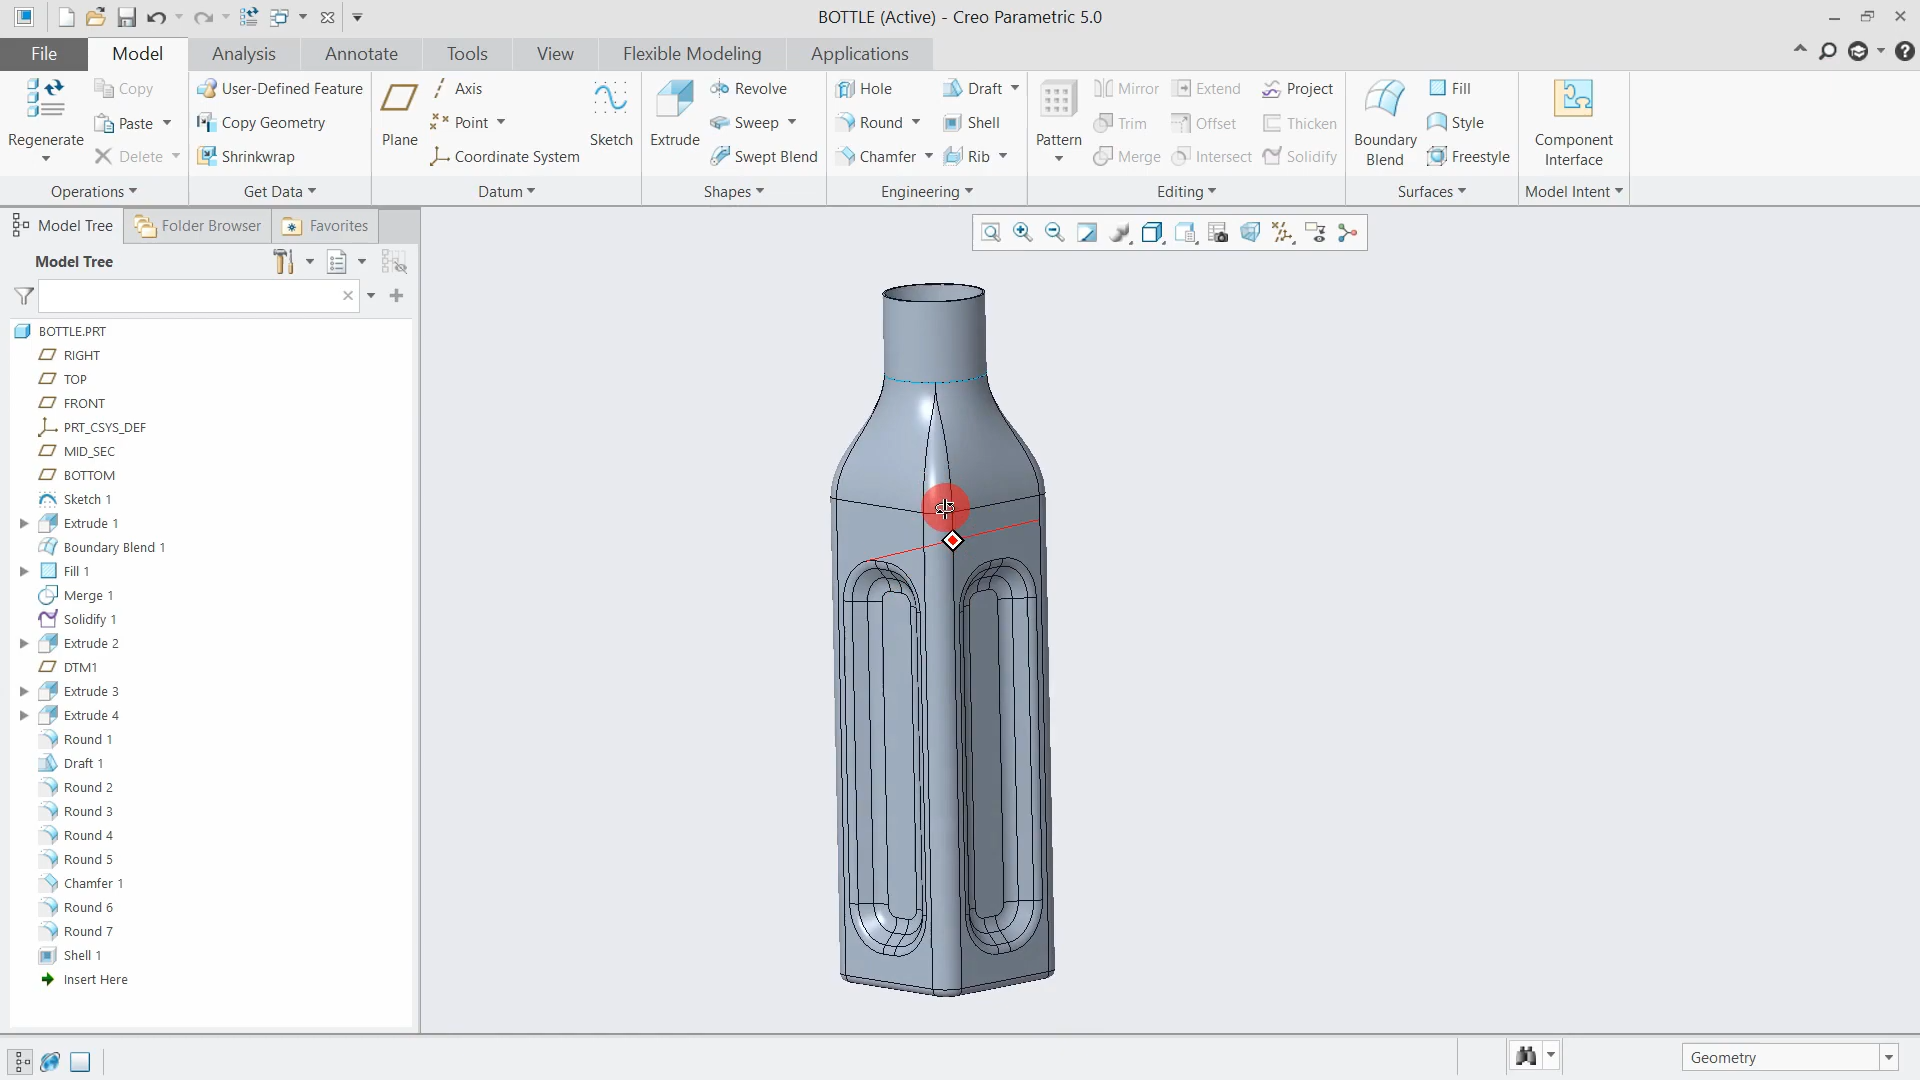 BOTTLE (Active) - Creo Parametric 5.0
File Model Analysis Annotate Tools View Flexible Modeling Applications
Regenerate
Copy
Paste
Delete
Operations
User-Defined Feature
Copy Geometry
Shrinkwrap
Get Data
Plane
Axis
Point
Coordinate System
Sketch
Datum
Extrude
Revolve
Sweep
Swept Blend
Shapes
Hole
Round
Chamfer
Draft
Shell
Rib
Engineering
Pattern
Mirror
Trim
Merge
Extend
Offset
Intersect
Project
Thicken
Solidify
Editing
Boundary
Blend
Fill
Style
Freestyle
Surfaces
Component
Interface
Model Intent
Model Tree Folder Browser Favorites
Model Tree
BOTTLE.PRT
RIGHT
TOP
FRONT
PRT_CSYS_DEF
MID_SEC
BOTTOM
Sketch 1
Extrude 1
Boundary Blend 1
Fill 1
Merge 1
Solidify 1
Extrude 2
DTM1
Extrude 3
Extrude 4
Round 1
Draft 1
Round 2
Round 3
Round 4
Round 5
Chamfer 1
Round 6
Round 7
Shell 1
Insert Here
Geometry